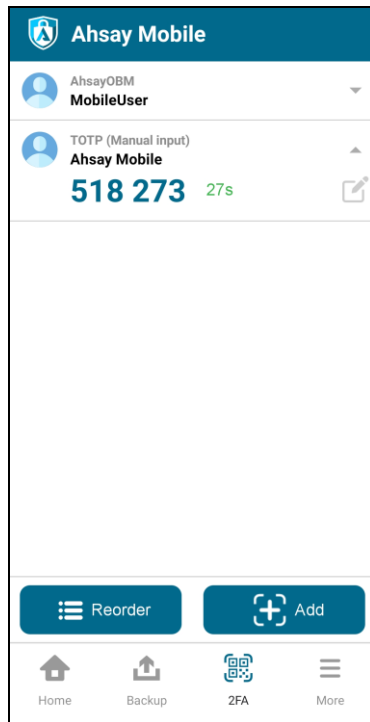 Ahsay Mobile
AhsayOBM
MobileUser
TOTP (Manual input)
Ahsay Mobile
518 273 27s
Reorder Add
Home Backup 2FA More